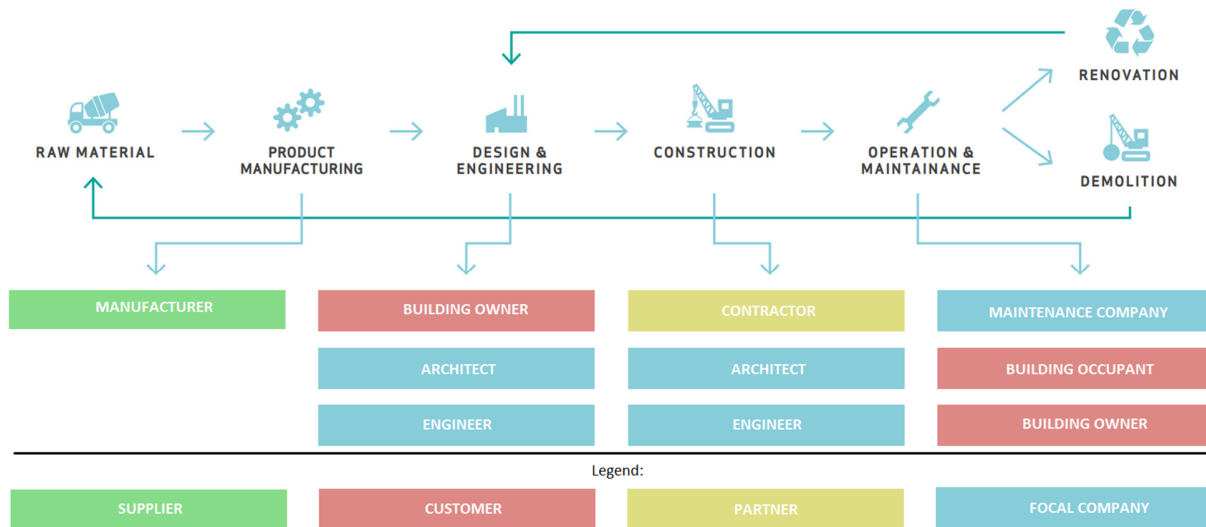 RENOVATION
RAW MATERIAL
PRODUCT
MANUFACTURING
DESIGN &
ENGINEERING
CONSTRUCTION
OPERATION &
MAINTAINANCE
DEMOLITION
MANUFACTURER
BUILDING OWNER
CONTRACTOR
MAINTENANCE COMPANY
ARCHITECT
ARCHITECT
BUILDING OCCUPANT
ENGINEER
ENGINEER
BUILDING OWNER
Legend:
SUPPLIER
CUSTOMER
PARTNER
FOCAL COMPANY